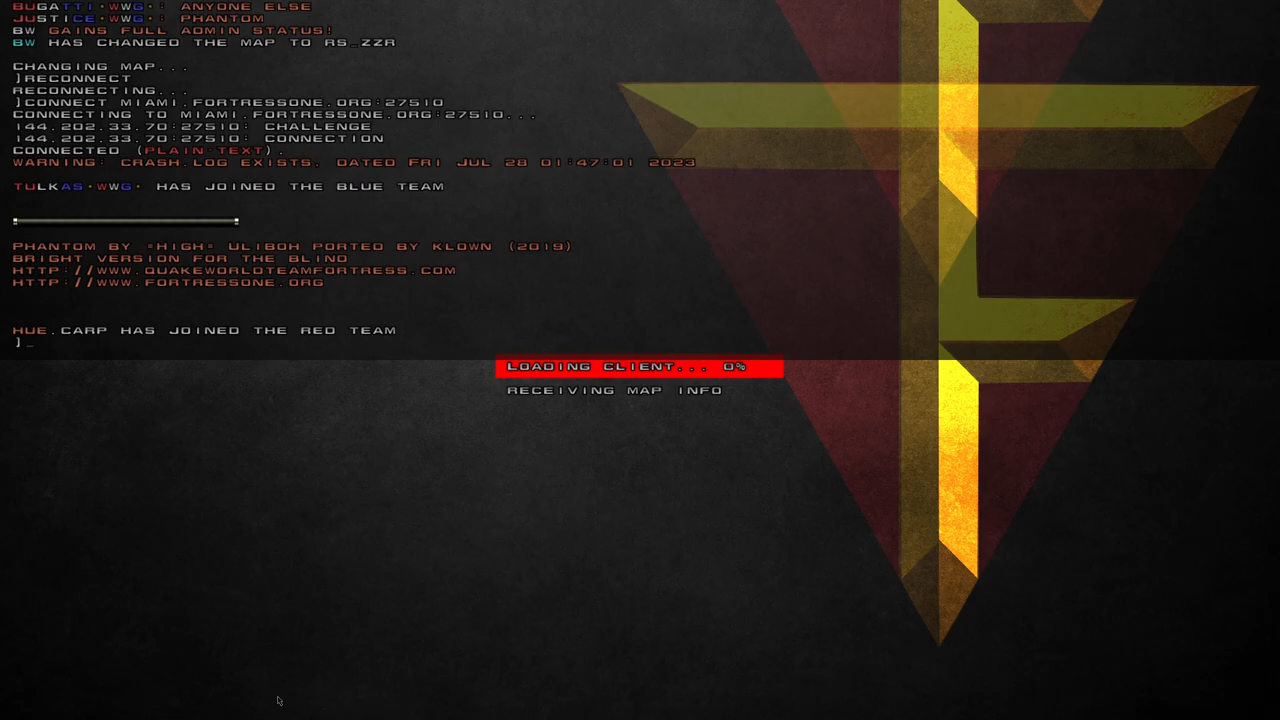 BUGATTI•WWG•: ANYONE ELSE
JUSTICE•WWG•: PHANTOM
BW GAINS FULL ADMIN STATUS!
BW HAS CHANGED THE MAP TO RS_ZZR
CHANGING MAP...
]RECONNECT
RECONNECTING...
]CONNECT MIAMI.FORTRESSONE.ORG:27510
CONNECTING TO MIAMI.FORTRESSONE.ORG:27510...
144.202.33.70:27510: CHALLENGE
144.202.33.70:27510: CONNECTION
CONNECTED (PLAIN-TEXT).
WARNING: CRASH.LOG EXISTS, DATED FRI JUL 28 01:47:01 2023
TULKAS•WWG• HAS JOINED THE BLUE TEAM
PHANTOM BY =HIGH= ULIBOH PORTED BY KLOWN (2019)
BRIGHT VERSION FOR THE BLIND
HTTP://WWW.QUAKEWORLDTEAMFORTRESS.COM
HTTP://WWW.FORTRESSONE.ORG
HUE.CARP HAS JOINED THE RED TEAM
]_
LOADING CLIENT... 0%
RECEIVING MAP INFO